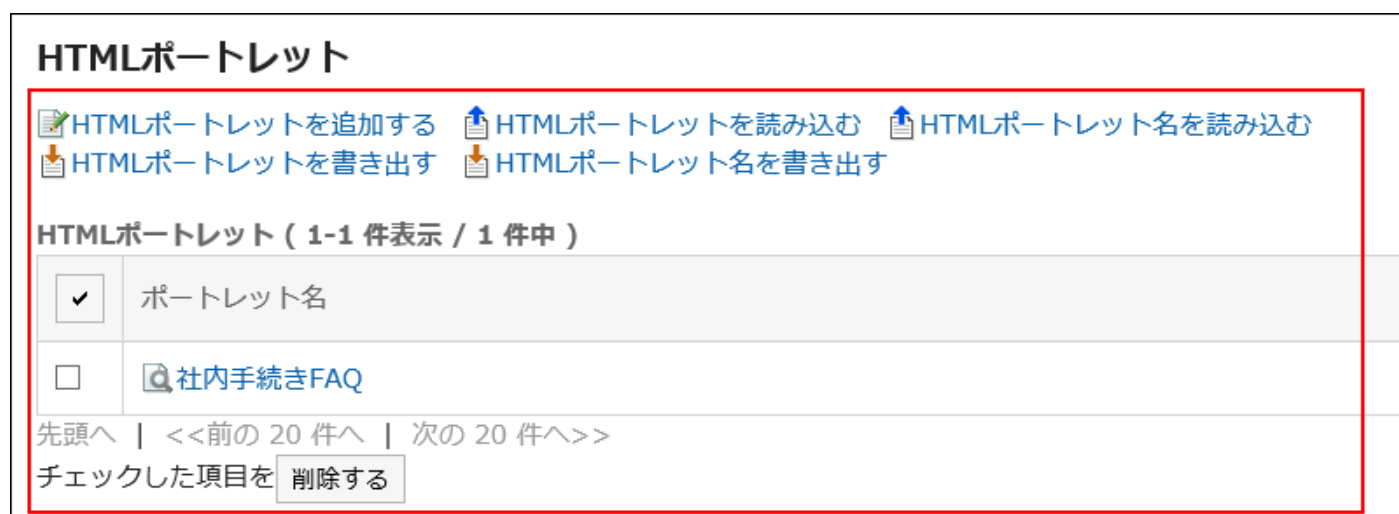 HTMLポートレット
HTMLポートレットを追加する HTMLポートレットを読み込む HTMLポートレット名を読み込む
HTMLポートレットを書き出す HTMLポートレット名を書き出す
HTMLポートレット ( 1-1 件表示 / 1 件中 )
ポートレット名
社内手続きFAQ
先頭へ | <<前の 20 件へ | 次の 20 件へ>>
チェックした項目を 削除する